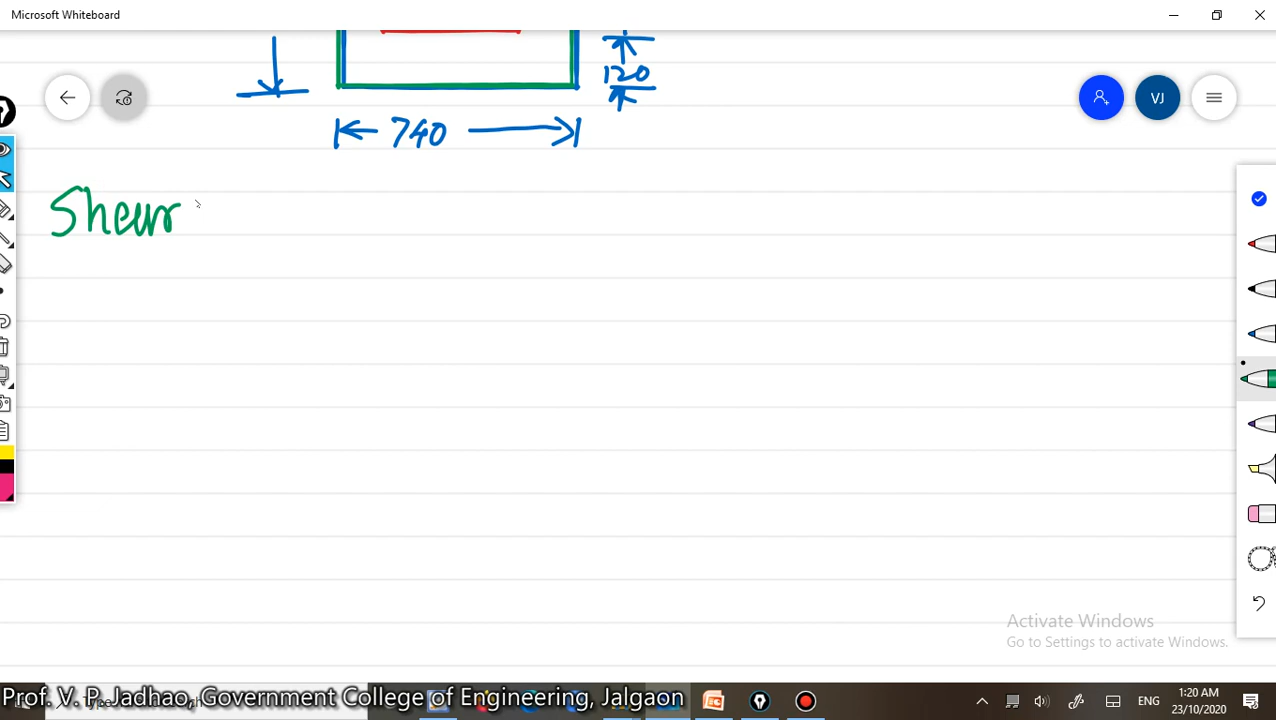 Microsoft Whiteboard
120
740
VJ
Shear
Activate Windows
Go to Settings to activate Windows.
Prof. V. P.Jadhao, Government College of Engineering, Jalgaon
ENG
1:20 AM
23/10/2020